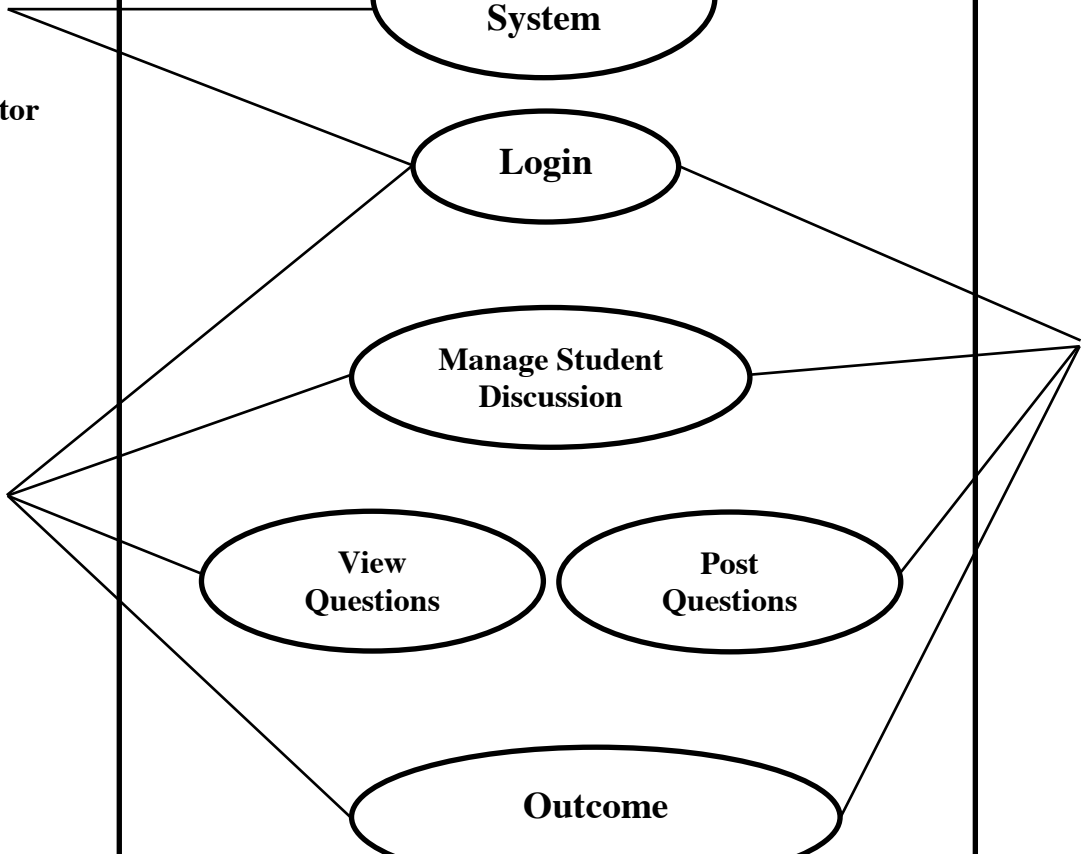 System
tor
Login
Manage Student
Discussion
View
Questions
Post
Questions
Outcome